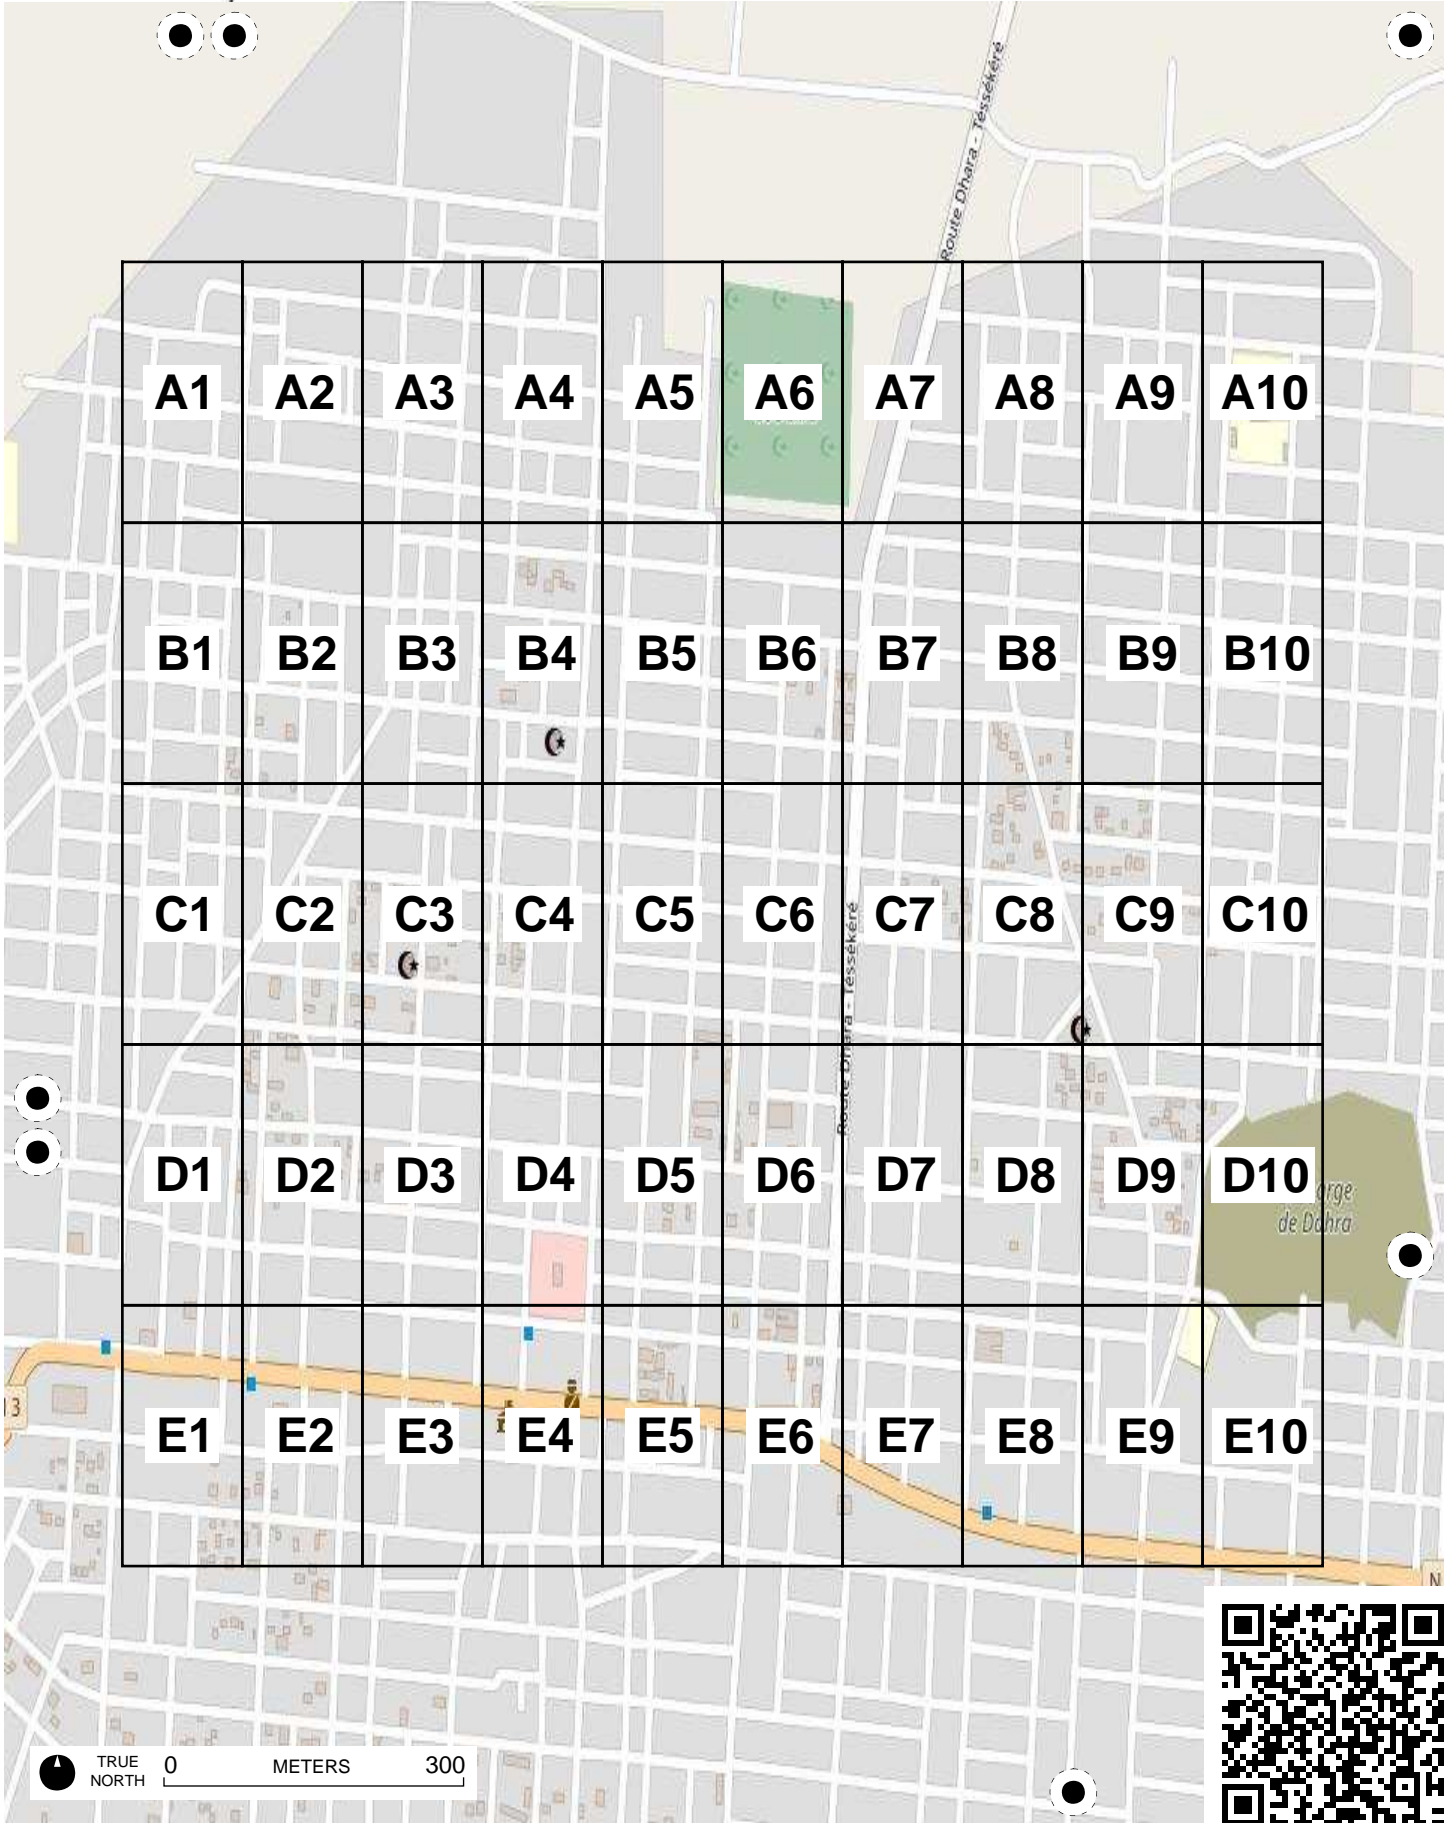 Route Dhara - Téssékéré
A1 A2 A3 A4 A5 A6 A7 A8 A9 A10
B1 B2 B3 B4 B5 B6 B7 B8 B9 B10
C1 C2 C3 C4 C5 C6 C7 C8 C9 C10
Route Dhara - Téssékéré
D1 D2 D3 D4 D5 D6 D7 D8 D9 D10
de Dahra
E1 E2 E3 E4 E5 E6 E7 E8 E9 E10
N
TRUE NORTH
0 METERS 300